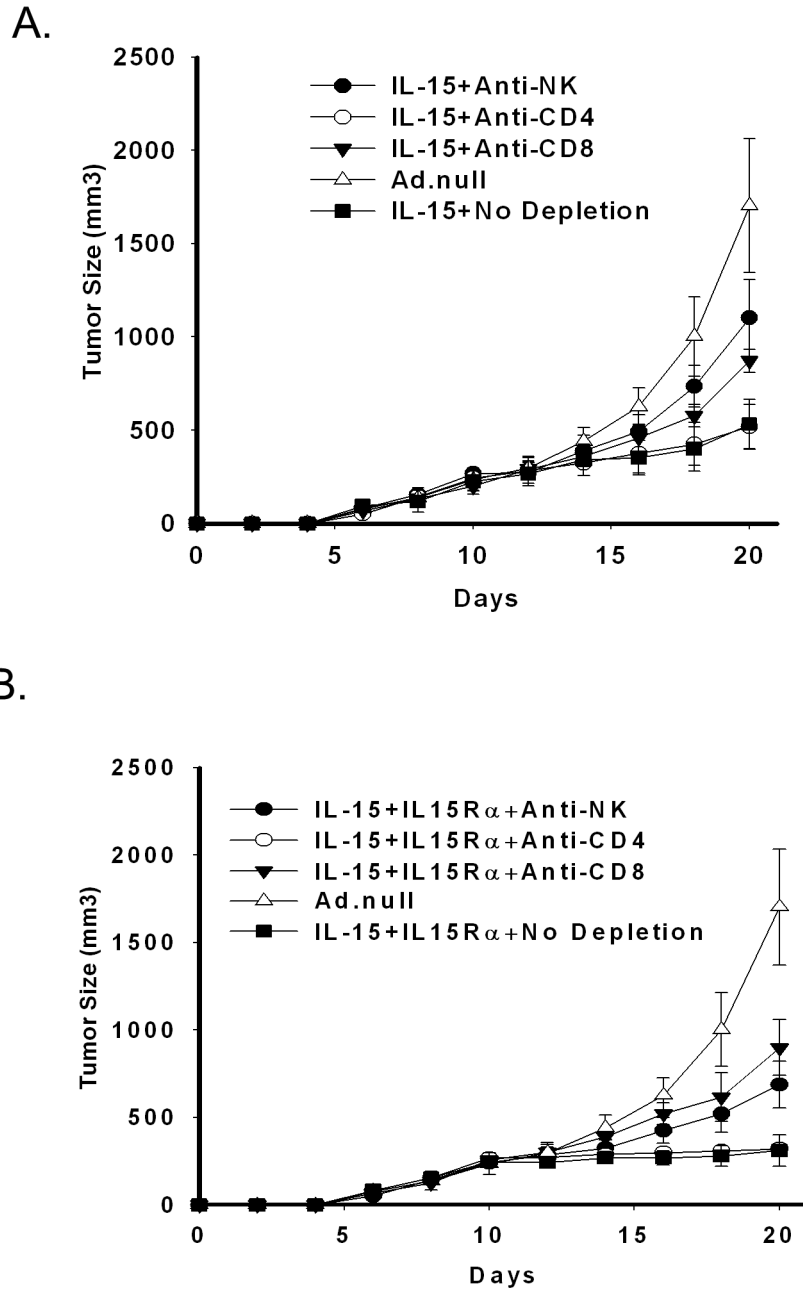 A.
2500
2000
1500
1000
500
0
Tumor Size (mm3)
IL-15+Anti-NK
IL-15+Anti-CD4
IL-15+Anti-CD8
Ad.null
IL-15+No Depletion
0 5 10 15 20
Days
B.
2500
2000
1500
1000
500
0
Tumor Size (mm3)
IL-15+IL15Rα+Anti-NK
IL-15+IL15Rα+Anti-CD4
IL-15+IL15Rα+Anti-CD8
Ad.null
IL-15+IL15Rα+No Depletion
0 5 10 15 20
Days